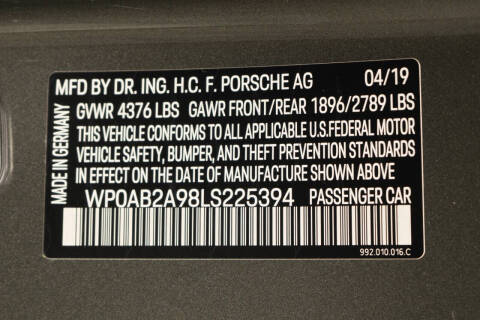 MFD BY DR. ING. H.C. F. PORSCHE AG 04/19
GVWR 4376 LBS GAWR FRONT/REAR 1896/2789 LBS
THIS VEHICLE CONFORMS TO ALL APPLICABLE U.S.FEDERAL MOTOR
VEHICLE SAFETY, BUMPER, AND THEFT PREVENTION STANDARDS
IN EFFECT ON THE DATE OF MANUFACTURE SHOWN ABOVE
WP0AB2A98LS225394 PASSENGER CAR
992.010.016.C
MADE IN GERMANY